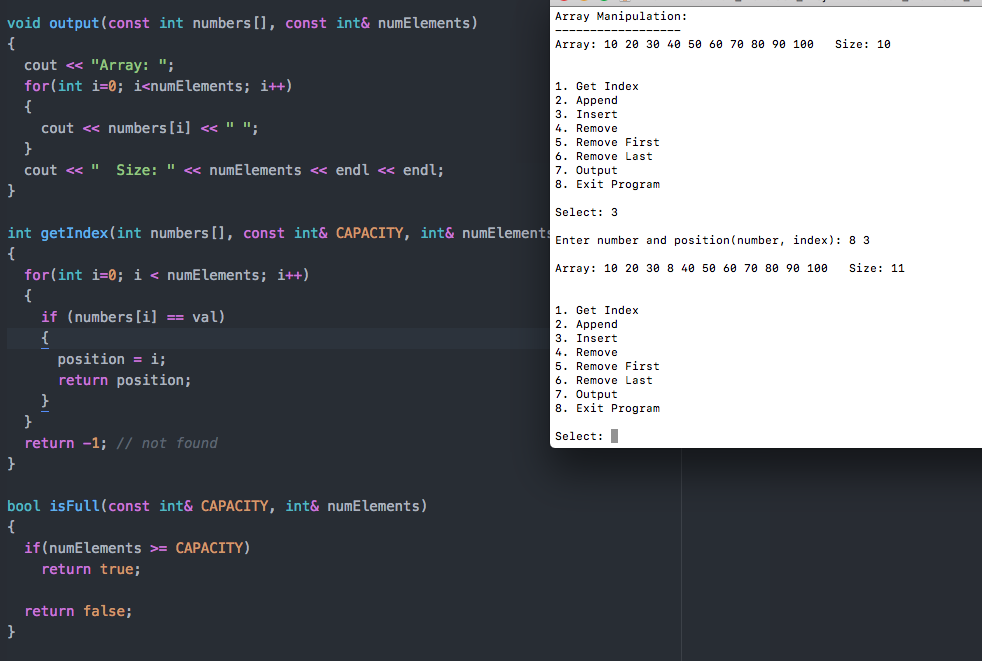 void output(const int numbers[], const int& numElements)
{
  cout << "Array: ";
  for(int i=0; i<numElements; i++)
  {
    cout << numbers[i] << " ";
  }
  cout << "  Size: " << numElements << endl << endl;
}
int getIndex(int numbers[], const int& CAPACITY, int& numElements
{
  for(int i=0; i < numElements; i++)
  {
    if (numbers[i] == val)
    {
      position = i;
      return position;
    }
  }
  return -1; // not found
}
bool isFull(const int& CAPACITY, int& numElements)
{
  if(numElements >= CAPACITY)
    return true;
  return false;
}
Array Manipulation:
------------------
Array: 10 20 30 40 50 60 70 80 90 100   Size: 10
1. Get Index
2. Append
3. Insert
4. Remove
5. Remove First
6. Remove Last
7. Output
8. Exit Program
Select: 3
Enter number and position(number, index): 8 3
Array: 10 20 30 8 40 50 60 70 80 90 100   Size: 11
1. Get Index
2. Append
3. Insert
4. Remove
5. Remove First
6. Remove Last
7. Output
8. Exit Program
Select: